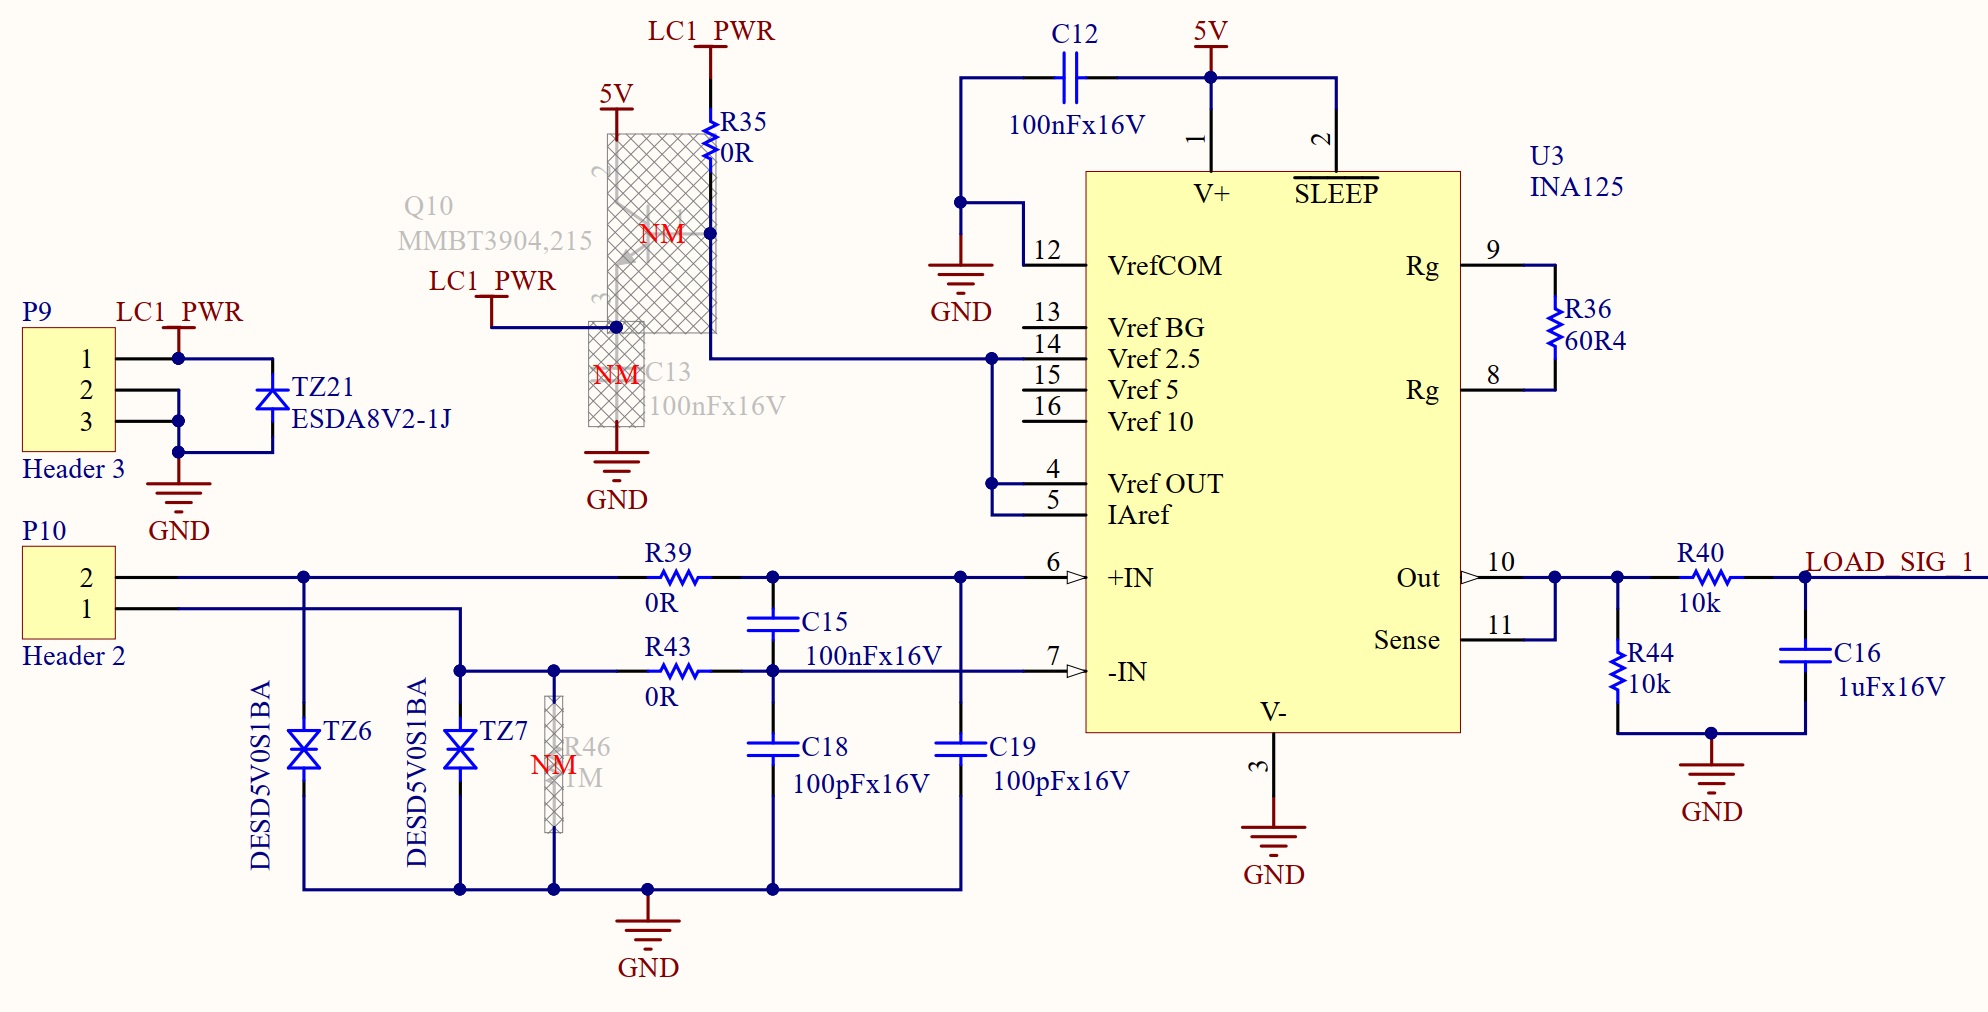 LC1_PWR
C12
5V
5V
R35
0R
100nFx16V
1
2
U3
INA125
V+
SLEEP
2
Q10
MMBT3904,215
NM
1
LC1_PWR
3
12
VrefCOM
Rg
9
GND
13
Vref BG
R36
60R4
14
Vref 2.5
15
Vref 5
Rg
8
16
Vref 10
P9
LC1_PWR
1
2
3
TZ21
ESDA8V2-1J
Header 3
GND
NM
C13
100nFx16V
GND
4
Vref OUT
5
IAref
P10
2
1
Header 2
R39
0R
6
+IN
Out
10
R40
10k
LOAD_SIG_1
C15
100nFx16V
Sense
11
R43
0R
7
-IN
R44
10k
C16
1uFx16V
DESD5V0S1BA
TZ6
DESD5V0S1BA
TZ7
R46
NM
1M
C18
100pFx16V
C19
100pFx16V
V-
3
GND
GND
GND